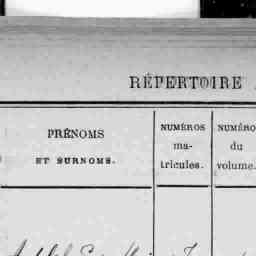 RÉPERTOIRE
PRÉNOMS
ET SURNOMS.
NUMÉROS
ma-
tricules.
NUMÉRO
du
volume.